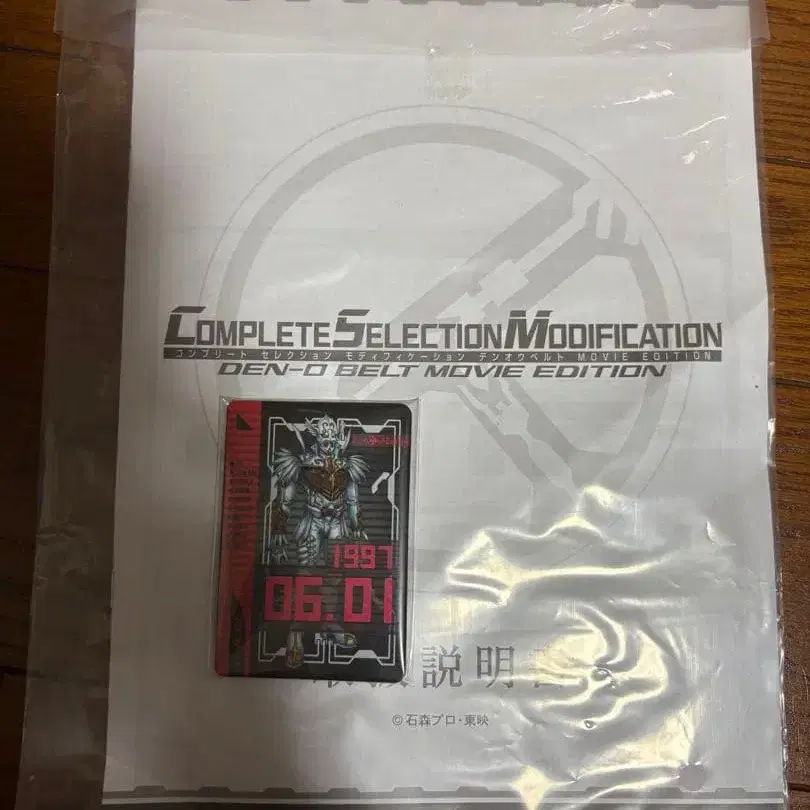 COMPLETE SELECTION MODIFICATION
コンプリート セレクション モディフィケーション デンオウベルト MOVIE EDITION
DEN-O BELT MOVIE EDITION
1997
06.01
説明
©石森プロ・東映